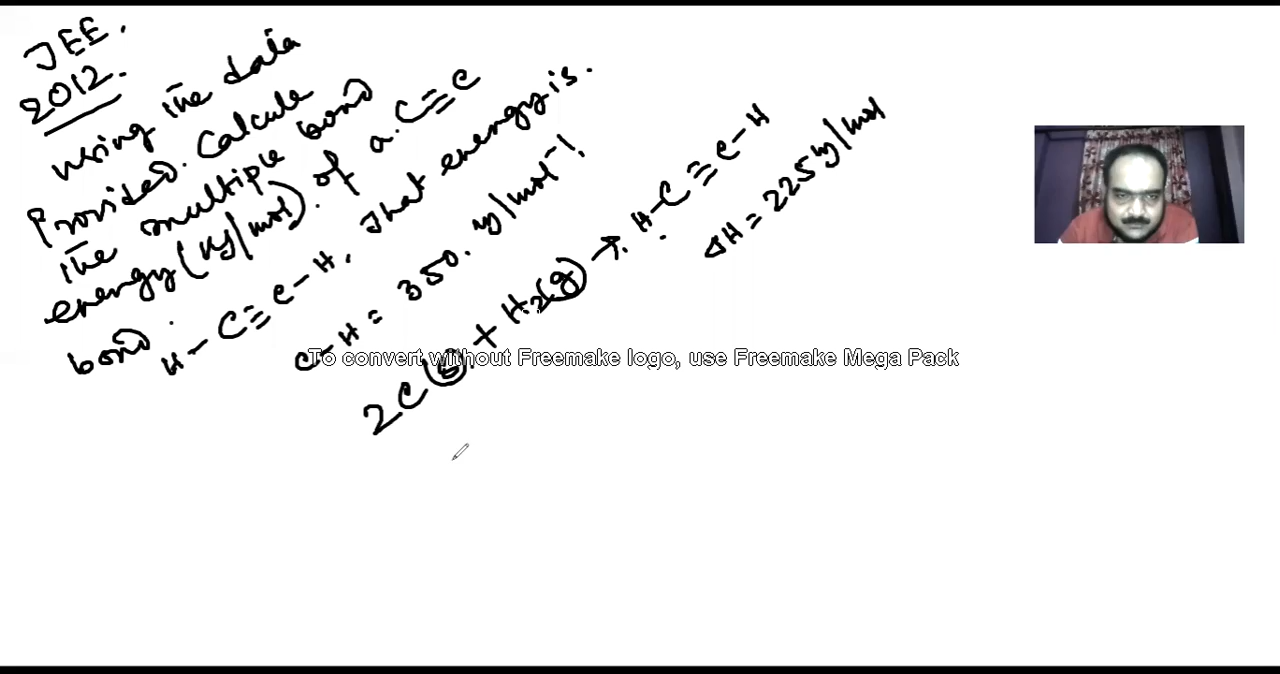 JEE.
2012.
using the data
Provided. Calcule
the multiple bond
energy (KJ/mol). of a. C≡C
bond. H-C≡C-H. That energy is.
C-H = 350. KJ/mol⁻¹.
2C(s) + H₂(g) → H-C≡C-H
ΔH = 225 KJ/mol
To convert without Freemake logo, use Freemake Mega Pack